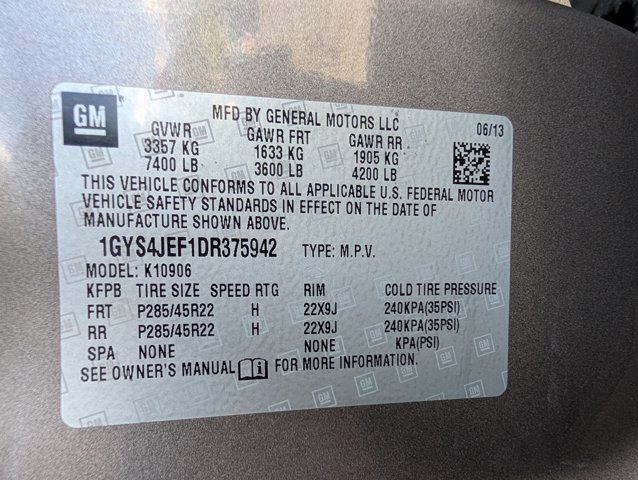 GM
MFD BY GENERAL MOTORS LLC 06/13
GVWR GAWR FRT GAWR RR
3357 KG 1633 KG 1905 KG
7400 LB 3600 LB 4200 LB
THIS VEHICLE CONFORMS TO ALL APPLICABLE U.S. FEDERAL MOTOR
VEHICLE SAFETY STANDARDS IN EFFECT ON THE DATE OF
MANUFACTURE SHOWN ABOVE.
1GYS4JEF1DR375942 TYPE: M.P.V.
MODEL: K10906
KFPB TIRE SIZE SPEED RTG RIM COLD TIRE PRESSURE
FRT P285/45R22 H 22X9J 240KPA(35PSI)
RR P285/45R22 H 22X9J 240KPA(35PSI)
SPA NONE NONE KPA(PSI)
SEE OWNER'S MANUAL FOR MORE INFORMATION.